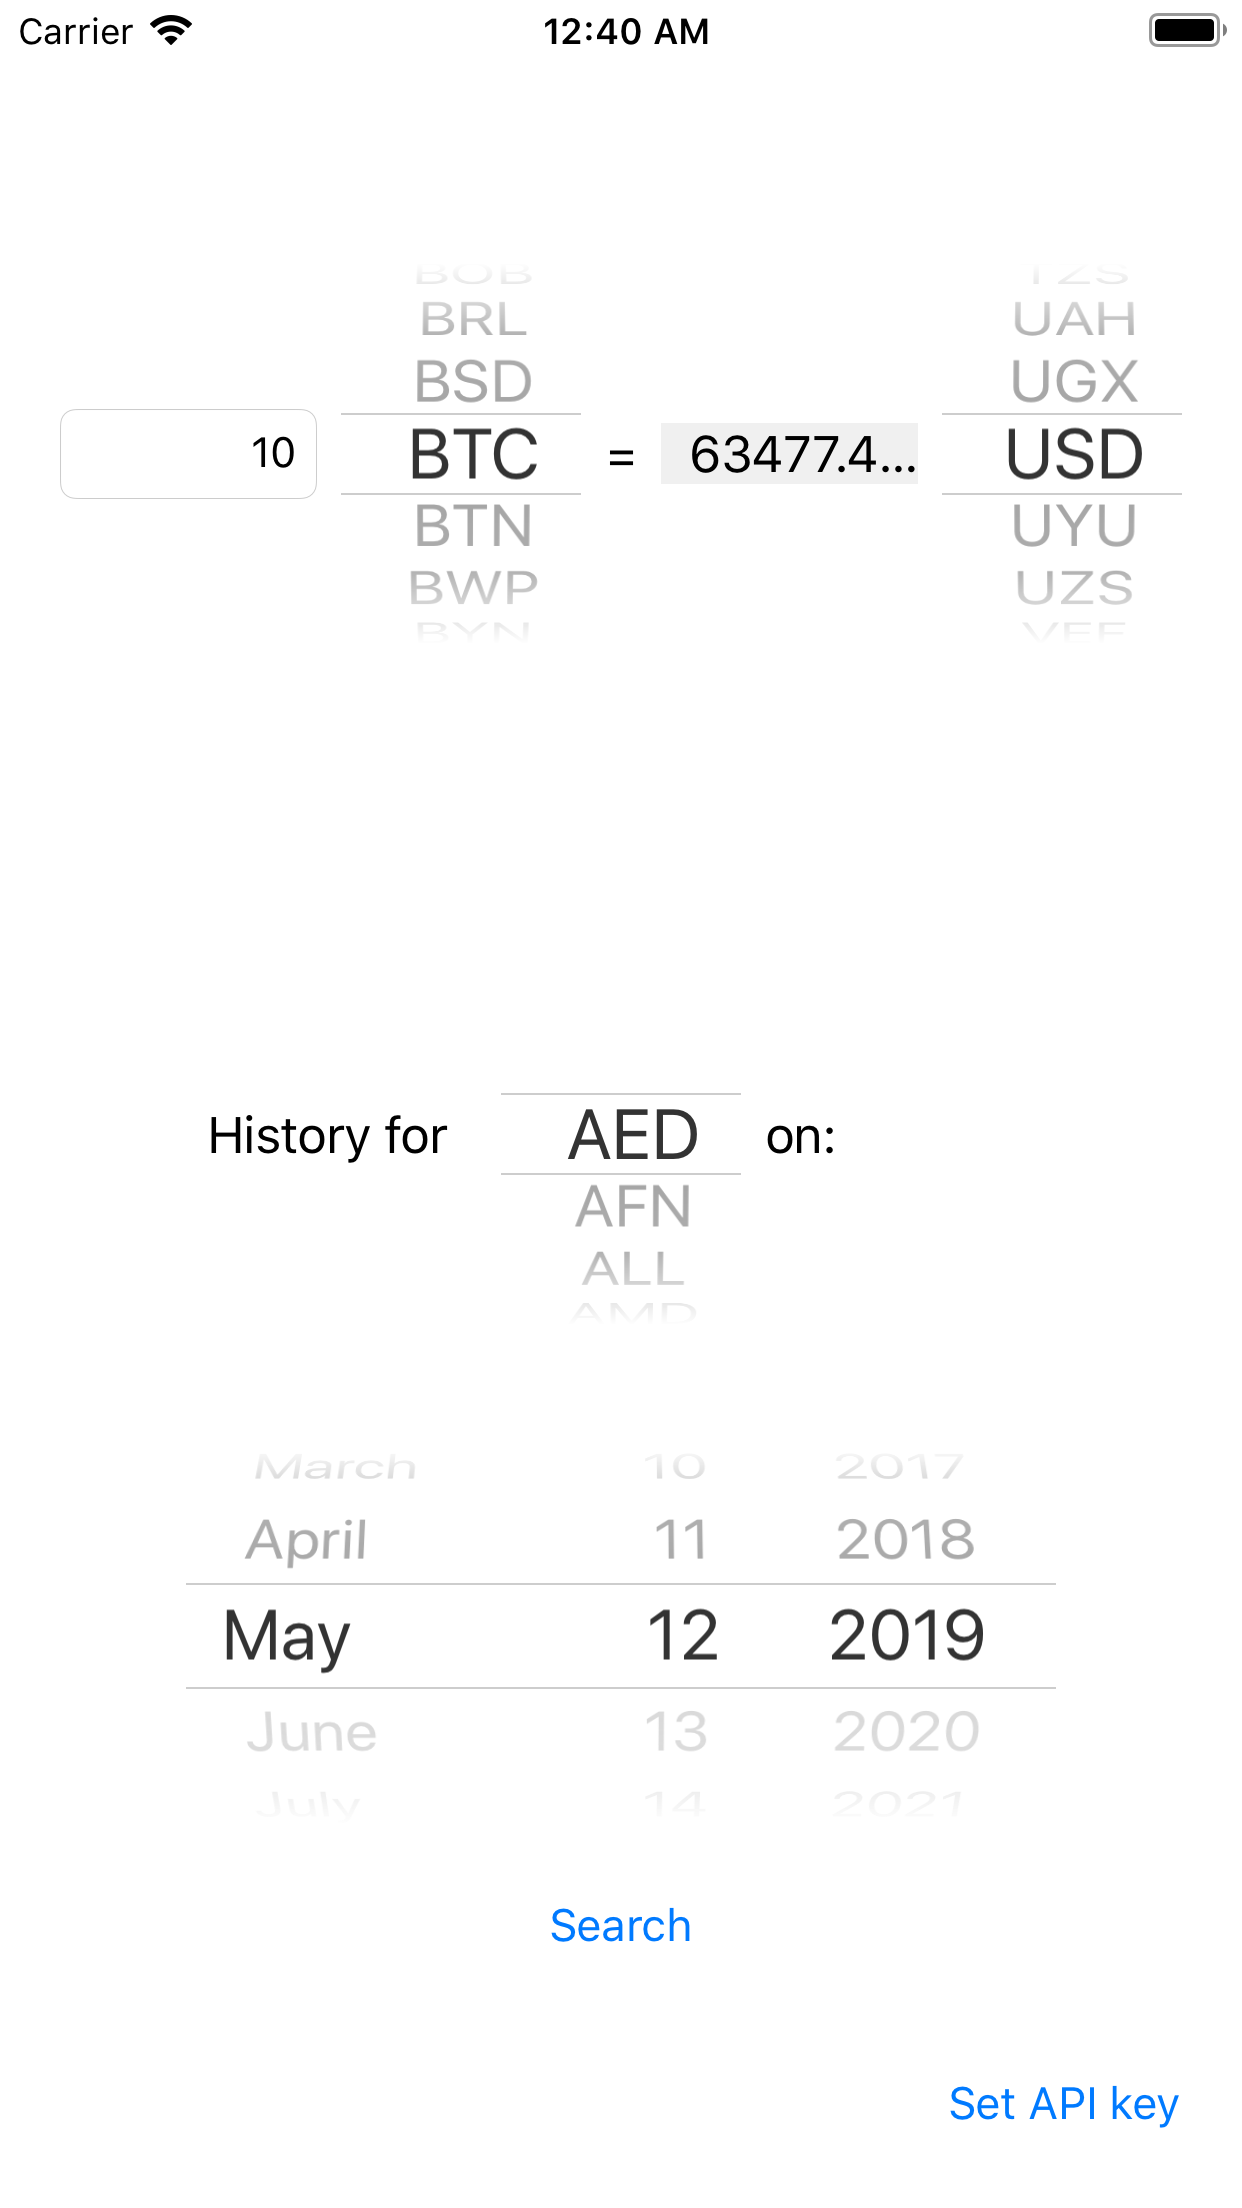 Carrier 12:40 AM
BOB TZS
BRL UAH
BSD UGX
10 BTC = 63477.4... USD
BTN UYU
BWP UZS
BYN VEF
History for AED on:
AFN
ALL
AMD
March 10 2017
April 11 2018
May 12 2019
June 13 2020
July 14 2021
Search
Set API key